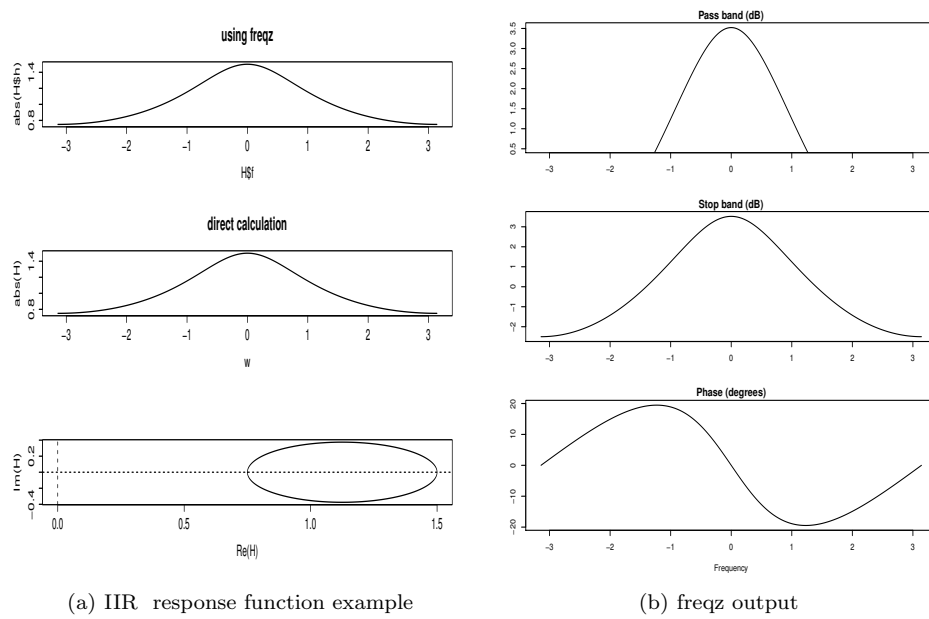 using freqz
abs(H$h)
0.8 1.4
−3 −2 −1 0 1 2 3
H$f
direct calculation
abs(H)
0.8 1.4
−3 −2 −1 0 1 2 3
w
Im(H)
−0.4 0.2
0.0 0.5 1.0 1.5
Re(H)
(a) IIR response function example
Pass band (dB)
0.5 1.0 1.5 2.0 2.5 3.0 3.5
−3 −2 −1 0 1 2 3
Stop band (dB)
−2 −1 0 1 2 3
−3 −2 −1 0 1 2 3
Phase (degrees)
−20 −10 0 10 20
−3 −2 −1 0 1 2 3
Frequency
(b) freqz output